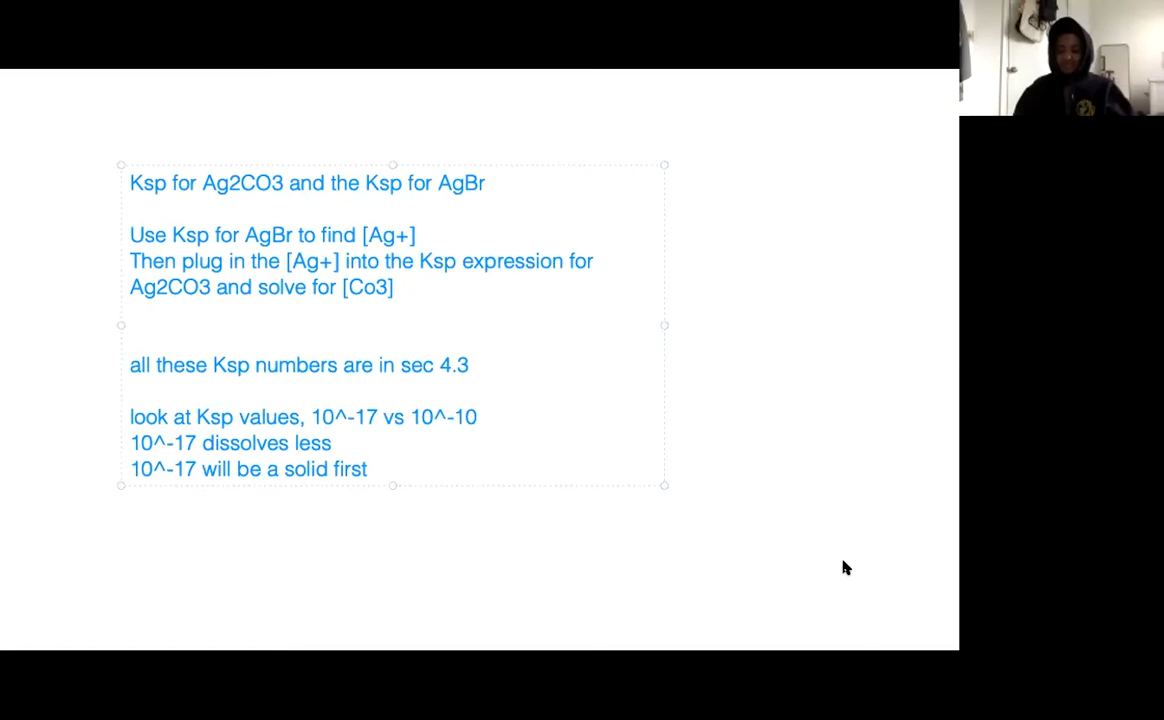 Ksp for Ag2CO3 and the Ksp for AgBr
Use Ksp for AgBr to find [Ag+]
Then plug in the [Ag+] into the Ksp expression for
Ag2CO3 and solve for [Co3]
all these Ksp numbers are in sec 4.3
look at Ksp values, 10^-17 vs 10^-10
10^-17 dissolves less
10^-17 will be a solid first